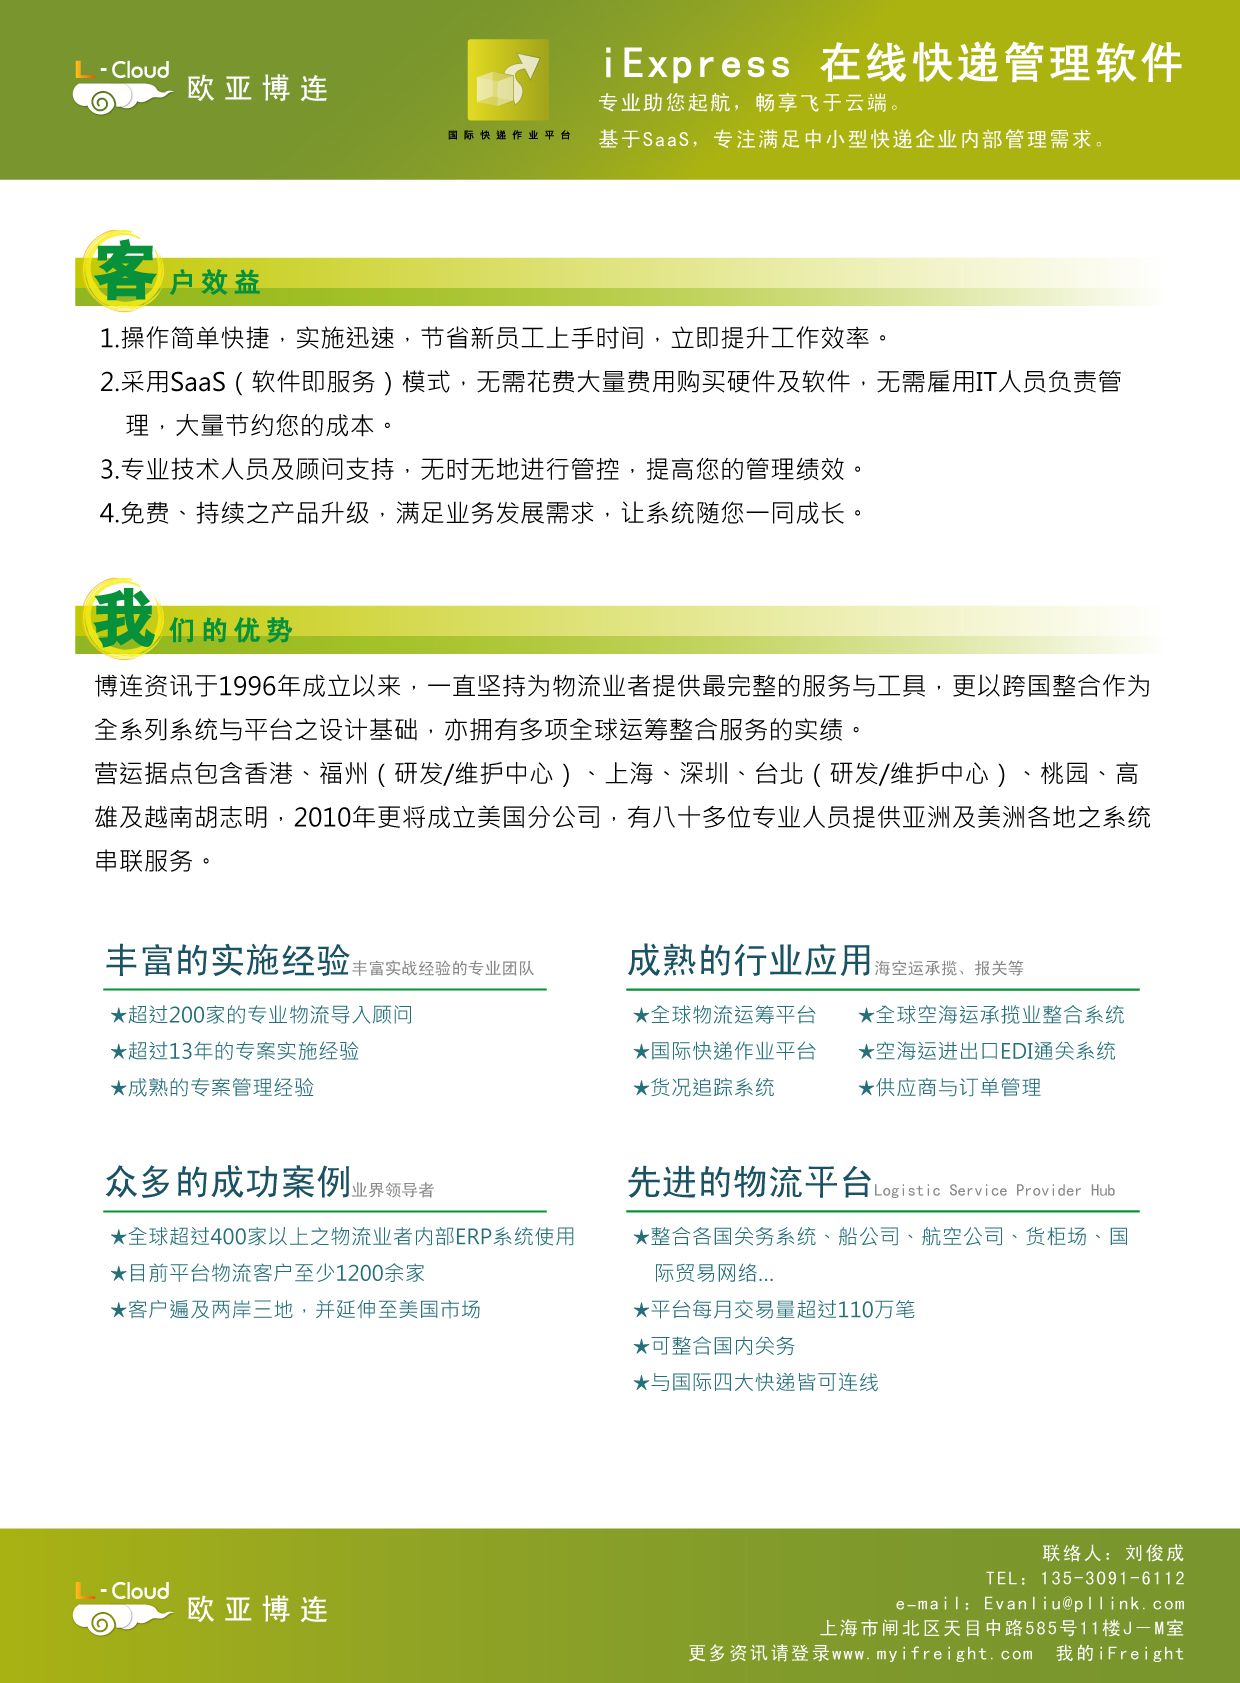 L-Cloud 欧亚博连
国际快递作业平台
iExpress 在线快递管理软件
专业助您起航，畅享飞于云端。
基于SaaS，专注满足中小型快递企业内部管理需求。
客户效益
1.操作简单快捷，实施迅速，节省新员工上手时间，立即提升工作效率。
2.采用SaaS（软件即服务）模式，无需花费大量费用购买硬件及软件，无需雇用IT人员负责管
理，大量节约您的成本。
3.专业技术人员及顾问支持，无时无地进行管控，提高您的管理绩效。
4.免费、持续之产品升级，满足业务发展需求，让系统随您一同成长。
我们的优势
博连资讯于1996年成立以来，一直坚持为物流业者提供最完整的服务与工具，更以跨国整合作为
全系列系统与平台之设计基础，亦拥有多项全球运筹整合服务的实绩。
营运据点包含香港、福州（研发/维护中心）、上海、深圳、台北（研发/维护中心）、桃园、高
雄及越南胡志明，2010年更将成立美国分公司，有八十多位专业人员提供亚洲及美洲各地之系统
串联服务。
丰富的实施经验丰富实战经验的专业团队
★超过200家的专业物流导入顾问
★超过13年的专案实施经验
★成熟的专案管理经验
成熟的行业应用海空运承揽、报关等
★全球物流运筹平台 ★全球空海运承揽业整合系统
★国际快递作业平台 ★空海运进出口EDI通关系统
★货况追踪系统 ★供应商与订单管理
众多的成功案例业界领导者
★全球超过400家以上之物流业者内部ERP系统使用
★目前平台物流客户至少1200余家
★客户遍及两岸三地，并延伸至美国市场
先进的物流平台Logistic Service Provider Hub
★整合各国关务系统、船公司、航空公司、货柜场、国
际贸易网络...
★平台每月交易量超过110万笔
★可整合国内关务
★与国际四大快递皆可连线
L-Cloud 欧亚博连
联络人：刘俊成
TEL：135-3091-6112
e-mail：Evanliu@pllink.com
上海市闸北区天目中路585号11楼J－M室
更多资讯请登录www.myifreight.com 我的iFreight